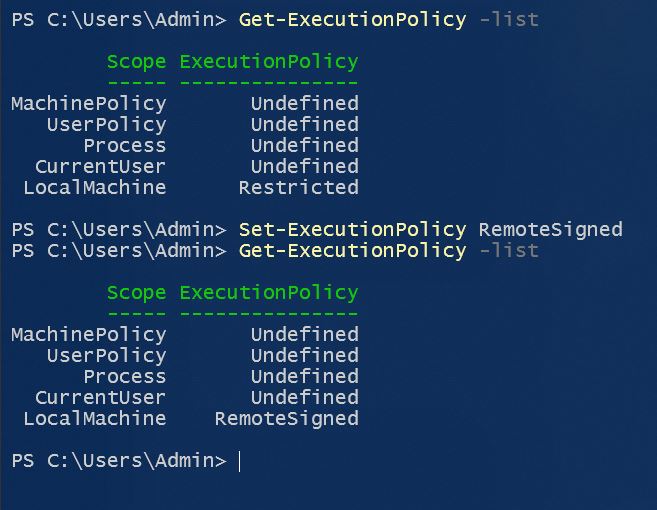 PS C:\Users\Admin> Get-ExecutionPolicy -list
Scope ExecutionPolicy
----- ---------------
MachinePolicy Undefined
UserPolicy Undefined
Process Undefined
CurrentUser Undefined
LocalMachine Restricted
PS C:\Users\Admin> Set-ExecutionPolicy RemoteSigned
PS C:\Users\Admin> Get-ExecutionPolicy -list
Scope ExecutionPolicy
----- ---------------
MachinePolicy Undefined
UserPolicy Undefined
Process Undefined
CurrentUser Undefined
LocalMachine RemoteSigned
PS C:\Users\Admin>